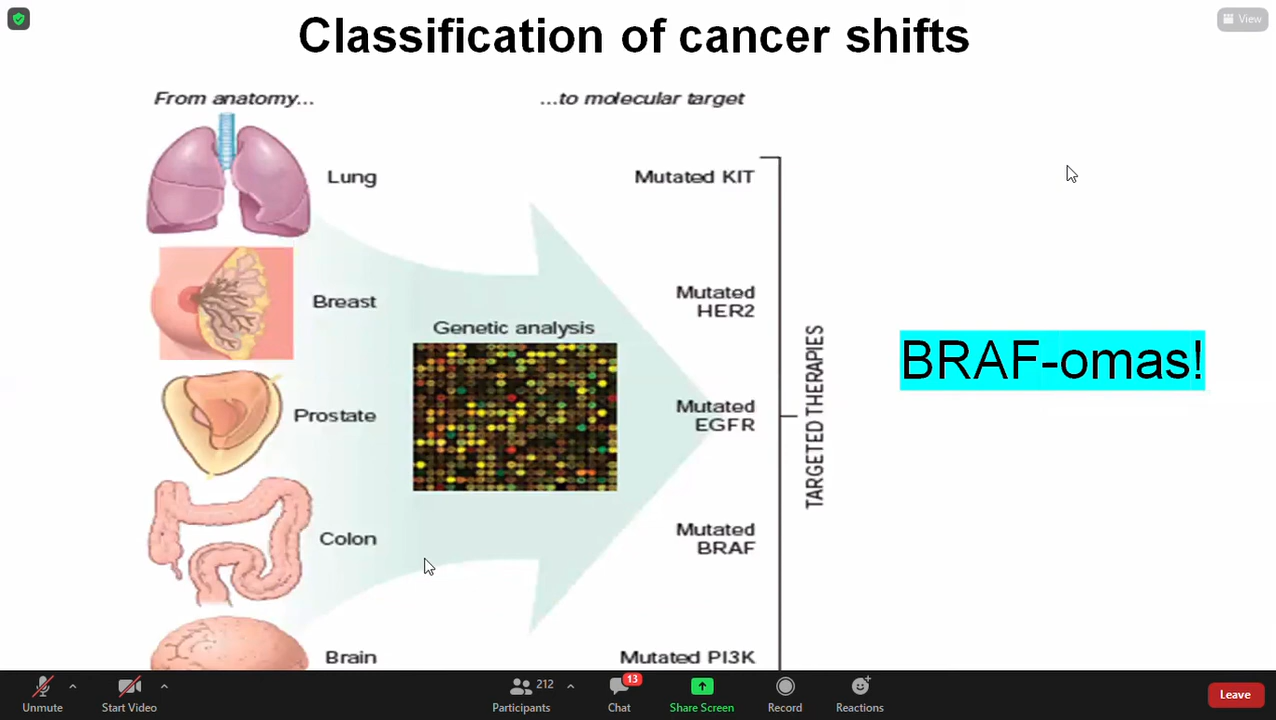 View
Classification of cancer shifts
From anatomy...
...to molecular target
Lung
Mutated KIT
Breast
Mutated
HER2
Genetic analysis
Prostate
Mutated
EGFR
TARGETED THERAPIES
BRAF-omas!
Colon
Mutated
BRAF
Brain
Mutated PI3K
Unmute
Start Video
212
Participants
13
Chat
Share Screen
Record
Reactions
Leave